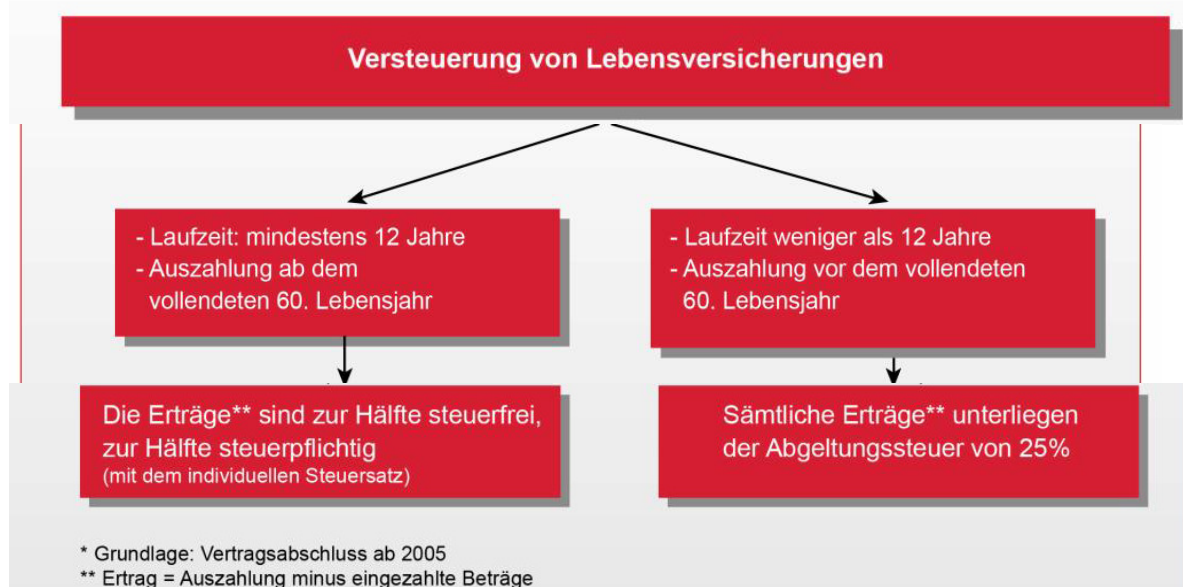 Versteuerung von Lebensversicherungen
- Laufzeit: mindestens 12 Jahre
- Auszahlung ab dem
vollendeten 60. Lebensjahr
- Laufzeit weniger als 12 Jahre
- Auszahlung vor dem vollendeten
60. Lebensjahr
Die Erträge** sind zur Hälfte steuerfrei,
zur Hälfte steuerpflichtig
(mit dem individuellen Steuersatz)
Sämtliche Erträge** unterliegen
der Abgeltungssteuer von 25%
* Grundlage: Vertragsabschluss ab 2005
** Ertrag = Auszahlung minus eingezahlte Beträge